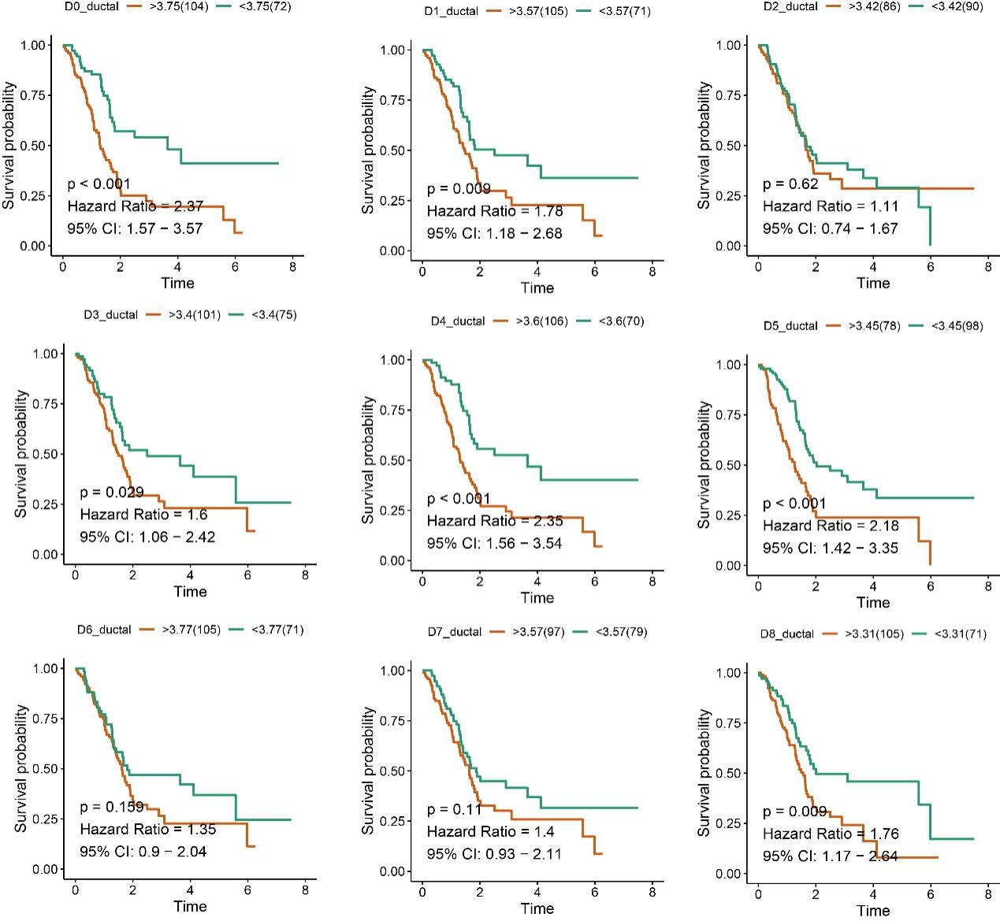 D0_ductal >3.75(104) <3.75(72)
Survival probability
1.00
0.75
0.50
0.25
0.00
p < 0.001
Hazard Ratio = 2.37
95% CI: 1.57 − 3.57
0 2 4 6 8
Time
D1_ductal >3.57(105) <3.57(71)
Survival probability
1.00
0.75
0.50
0.25
0.00
p = 0.009
Hazard Ratio = 1.78
95% CI: 1.18 − 2.68
0 2 4 6 8
Time
D2_ductal >3.42(86) <3.42(90)
Survival probability
1.00
0.75
0.50
0.25
0.00
p = 0.62
Hazard Ratio = 1.11
95% CI: 0.74 − 1.67
0 2 4 6 8
Time
D3_ductal >3.4(101) <3.4(75)
Survival probability
1.00
0.75
0.50
0.25
0.00
p = 0.029
Hazard Ratio = 1.6
95% CI: 1.06 − 2.42
0 2 4 6 8
Time
D4_ductal >3.6(106) <3.6(70)
Survival probability
1.00
0.75
0.50
0.25
0.00
p < 0.001
Hazard Ratio = 2.35
95% CI: 1.56 − 3.54
0 2 4 6 8
Time
D5_ductal >3.45(78) <3.45(98)
Survival probability
1.00
0.75
0.50
0.25
0.00
p < 0.001
Hazard Ratio = 2.18
95% CI: 1.42 − 3.35
0 2 4 6 8
Time
D6_ductal >3.77(105) <3.77(71)
Survival probability
1.00
0.75
0.50
0.25
0.00
p = 0.159
Hazard Ratio = 1.35
95% CI: 0.9 − 2.04
0 2 4 6 8
Time
D7_ductal >3.57(97) <3.57(79)
Survival probability
1.00
0.75
0.50
0.25
0.00
p = 0.11
Hazard Ratio = 1.4
95% CI: 0.93 − 2.11
0 2 4 6 8
Time
D8_ductal >3.31(105) <3.31(71)
Survival probability
1.00
0.75
0.50
0.25
0.00
p = 0.009
Hazard Ratio = 1.76
95% CI: 1.17 − 2.64
0 2 4 6 8
Time